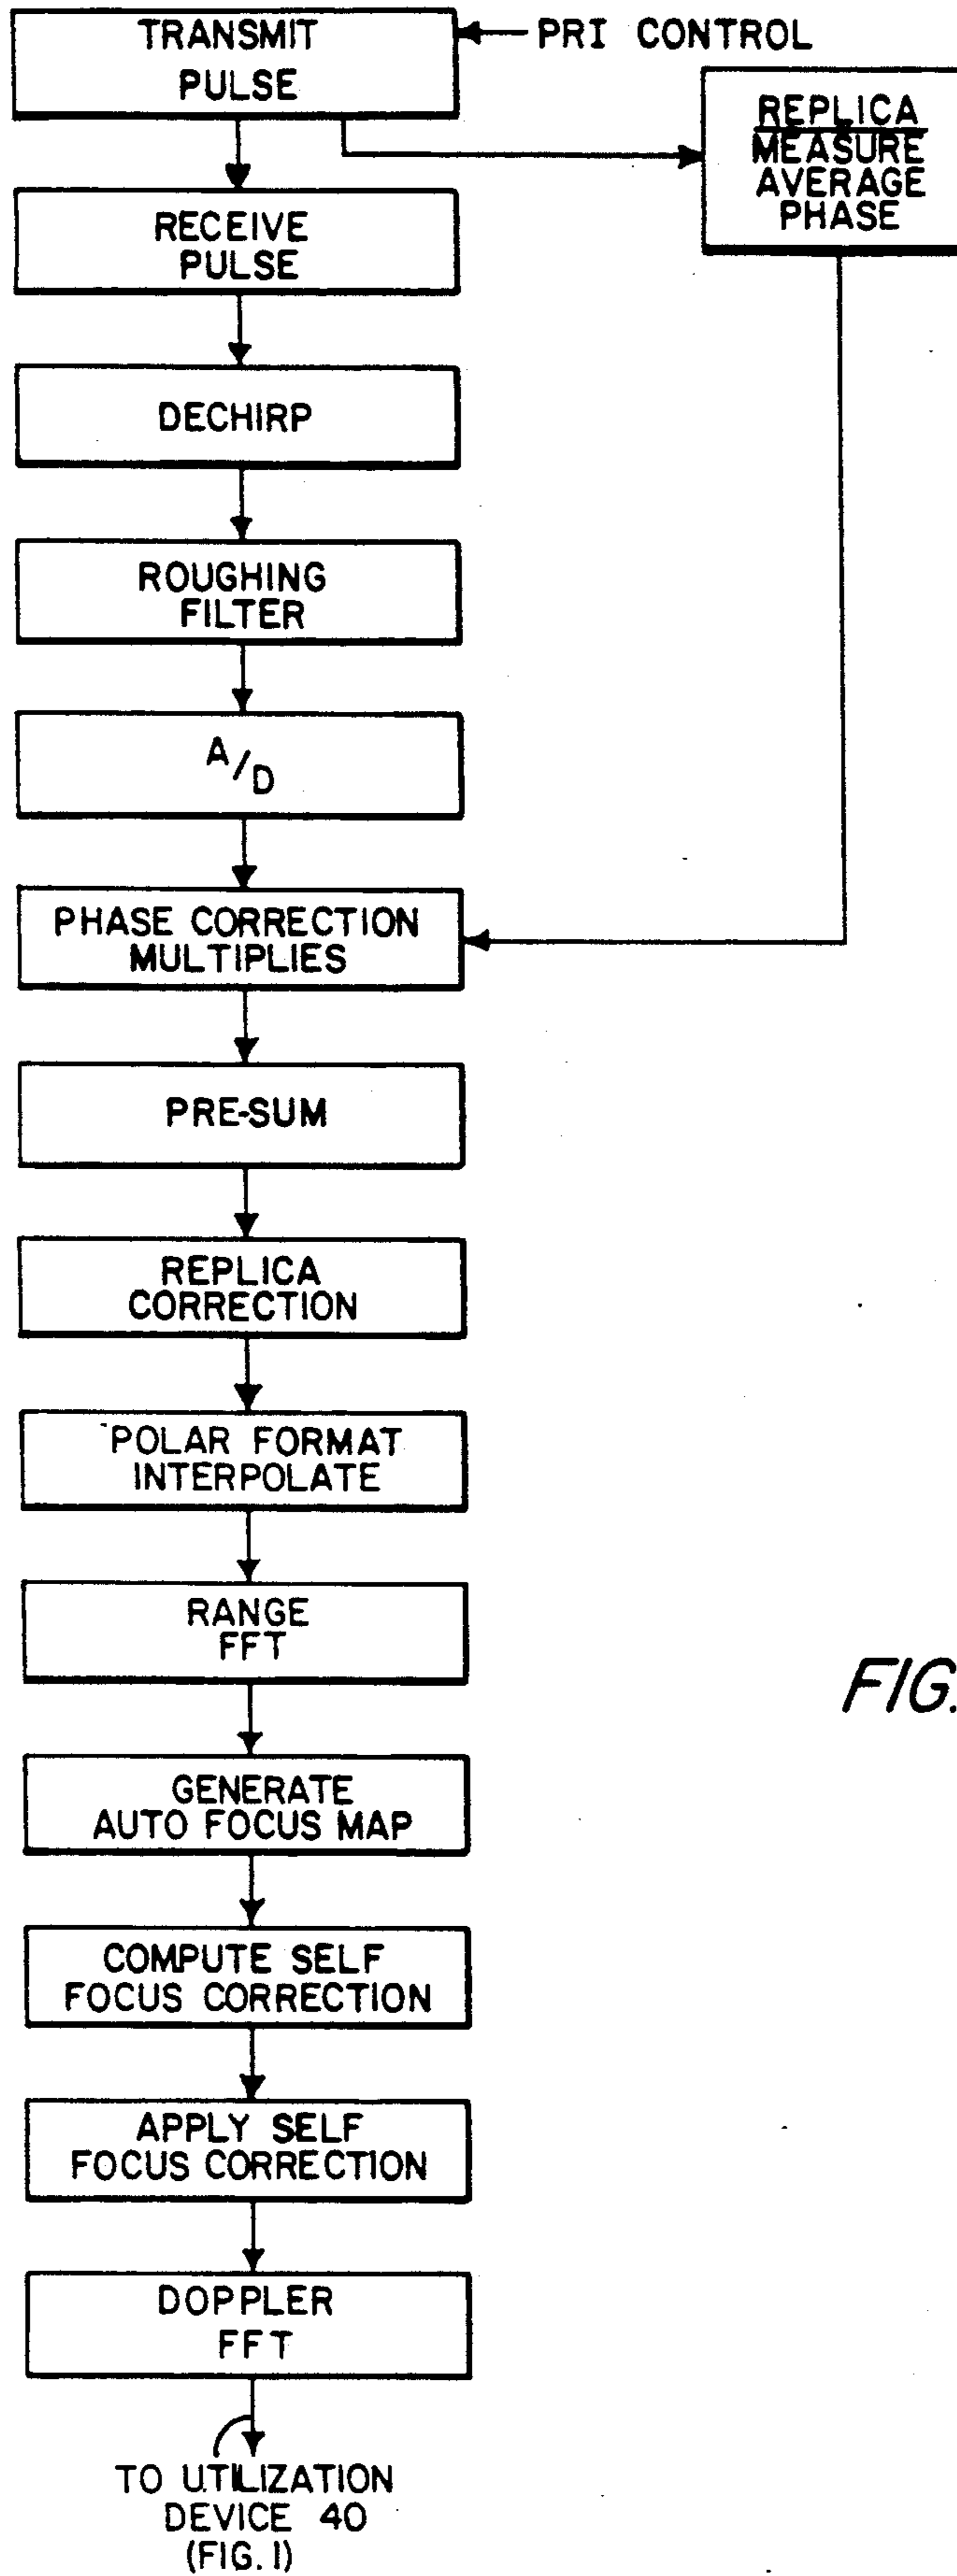 TRANSMIT
PULSE
PRI CONTROL
REPLICA
MEASURE
AVERAGE
PHASE
RECEIVE
PULSE
DECHIRP
ROUGHING
FILTER
A/D
PHASE CORRECTION
MULTIPLIES
PRE-SUM
REPLICA
CORRECTION
POLAR FORMAT
INTERPOLATE
RANGE
FFT
FIG.
GENERATE
AUTO FOCUS MAP
COMPUTE SELF
FOCUS CORRECTION
APPLY SELF
FOCUS CORRECTION
DOPPLER
FFT
TO UTILIZATION
DEVICE 40
(FIG. 1)